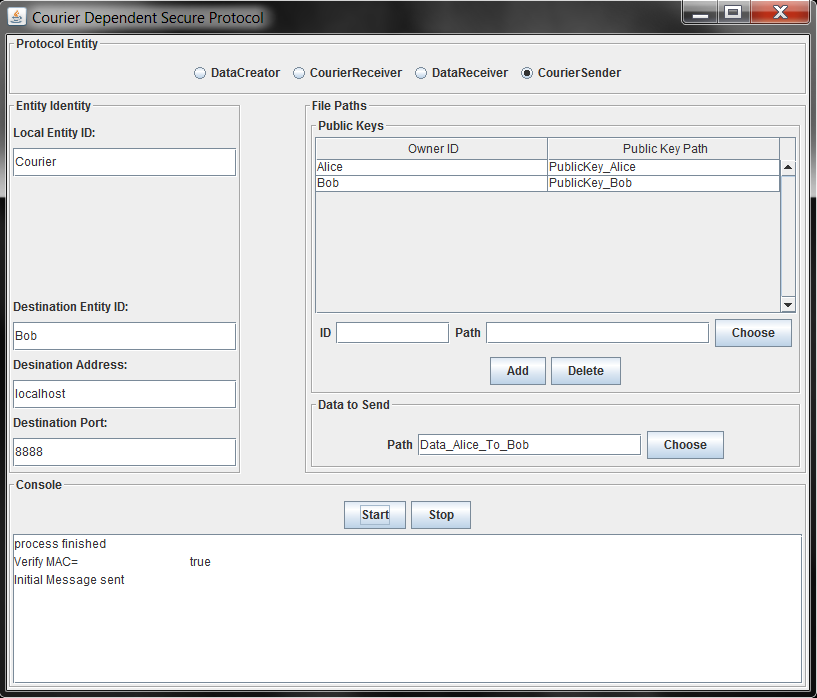 Courier Dependent Secure Protocol
Protocol Entity
DataCreator CourierReceiver DataReceiver CourierSender
Entity Identity
Local Entity ID:
Courier
Destination Entity ID:
Bob
Desination Address:
localhost
Destination Port:
8888
File Paths
Public Keys
Owner ID Public Key Path
Alice PublicKey_Alice
Bob PublicKey_Bob
ID Path Choose
Add Delete
Data to Send
Path Data_Alice_To_Bob Choose
Console
Start Stop
process finished
Verify MAC= true
Initial Message sent